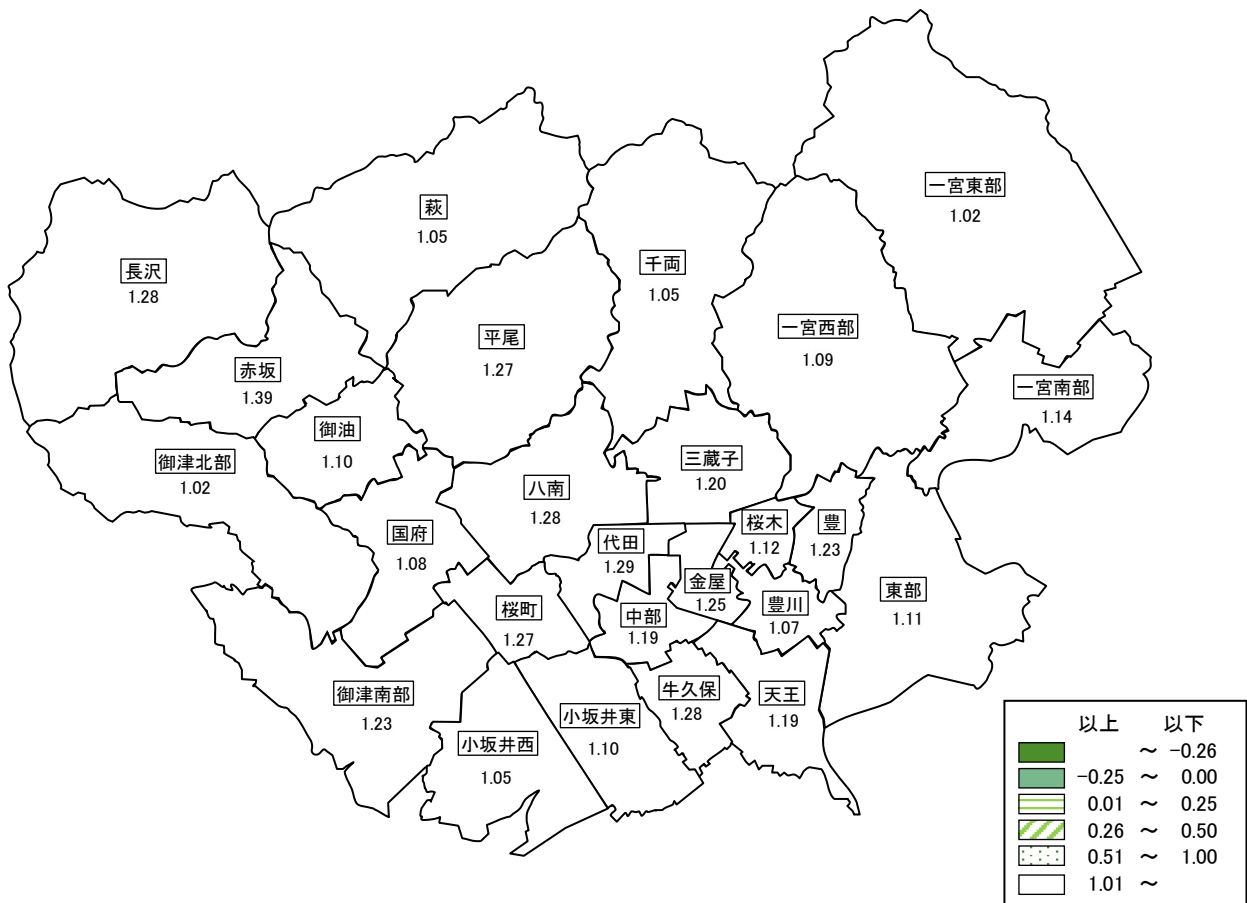 一宮東部
1.02
萩
1.05
千両
1.05
長沢
1.28
一宮西部
1.09
平尾
1.27
赤坂
1.39
一宮南部
1.14
御油
1.10
御津北部
1.02
三蔵子
1.20
八南
1.28
国府
1.08
桜木
1.12
豊
1.23
代田
1.29
金屋
1.25
東部
1.11
桜町
1.27
中部
1.19
豊川
1.07
御津南部
1.23
牛久保
1.28
天王
1.19
小坂井東
1.10
小坂井西
1.05
以上 以下
～ -0.26
-0.25 ～ 0.00
0.01 ～ 0.25
0.26 ～ 0.50
0.51 ～ 1.00
1.01 ～